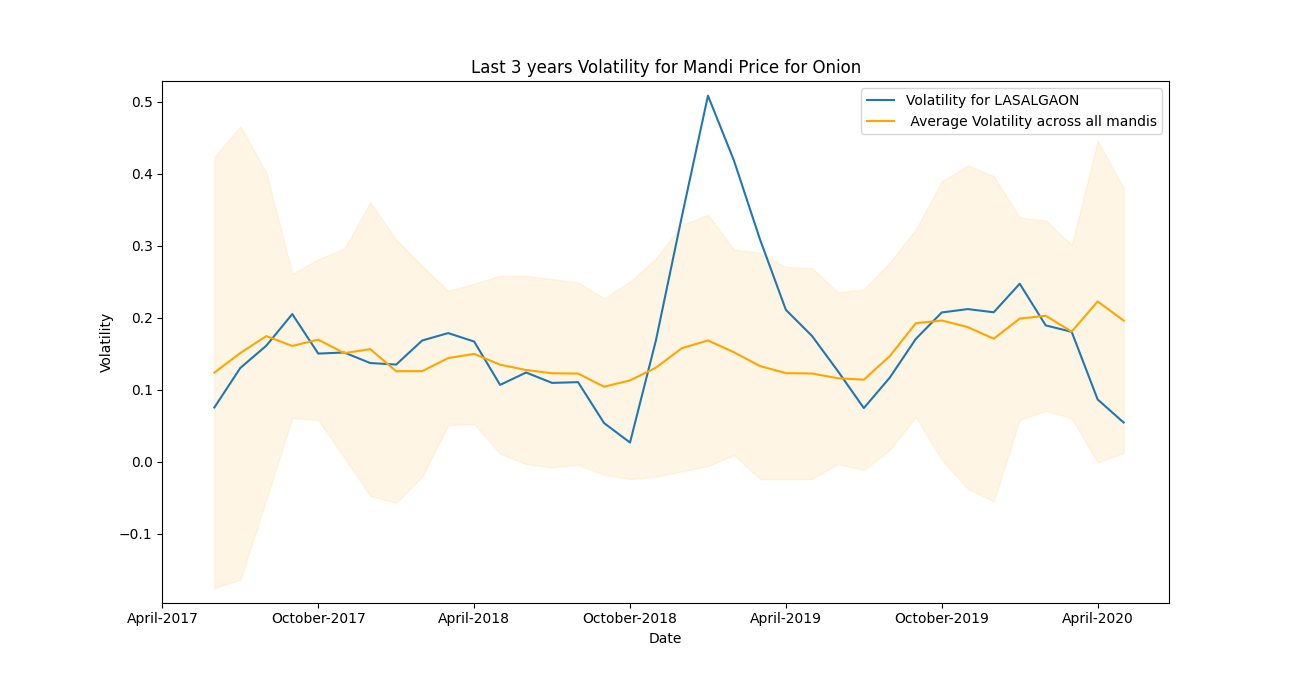 Last 3 years Volatility for Mandi Price for Onion
Volatility for LASALGAON
Average Volatility across all mandis
Volatility
0.5
0.4
0.3
0.2
0.1
0.0
−0.1
April-2017
October-2017
April-2018
October-2018
April-2019
October-2019
April-2020
Date